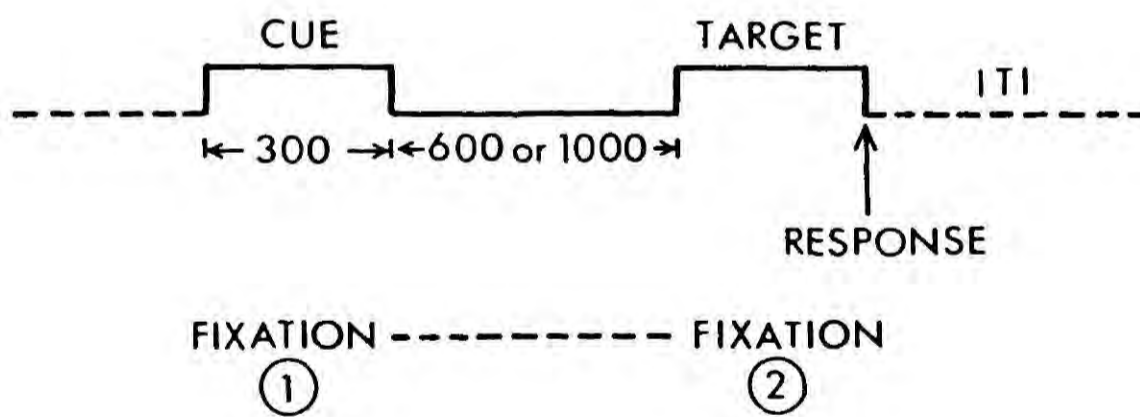 CUE TARGET
ITI
300 600 or 1000
RESPONSE
FIXATION FIXATION
1 2